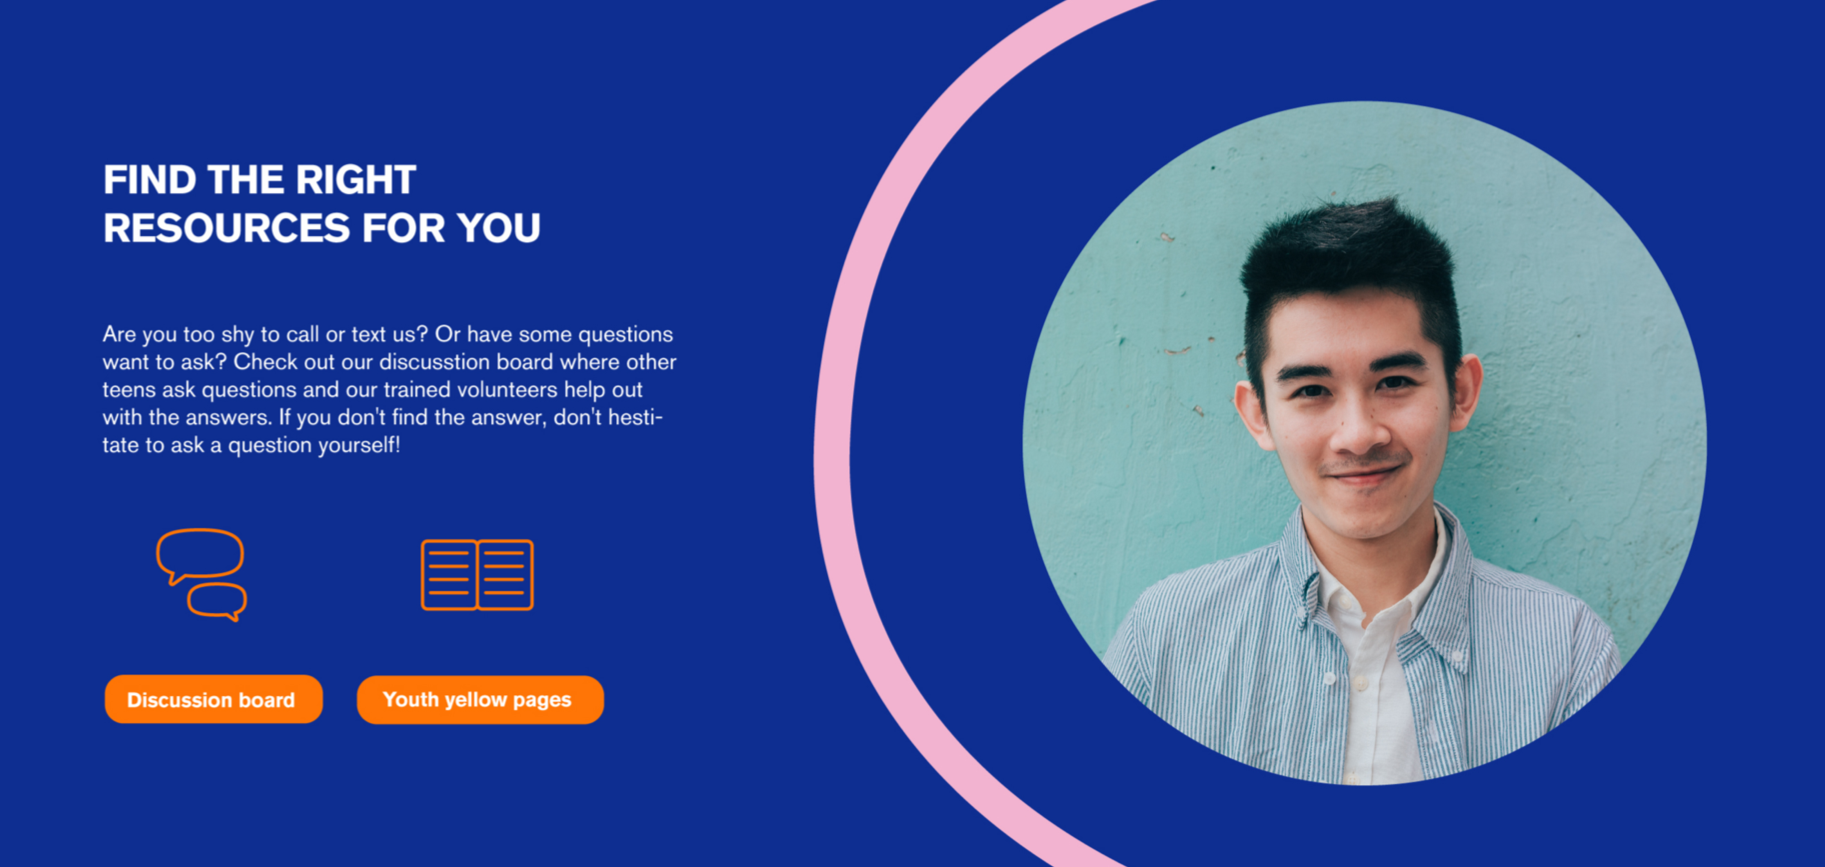 FIND THE RIGHT
RESOURCES FOR YOU
Are you too shy to call or text us? Or have some questions
want to ask? Check out our discusstion board where other
teens ask questions and our trained volunteers help out
with the answers. If you don't find the answer, don't hesti-
tate to ask a question yourself!
Discussion board
Youth yellow pages